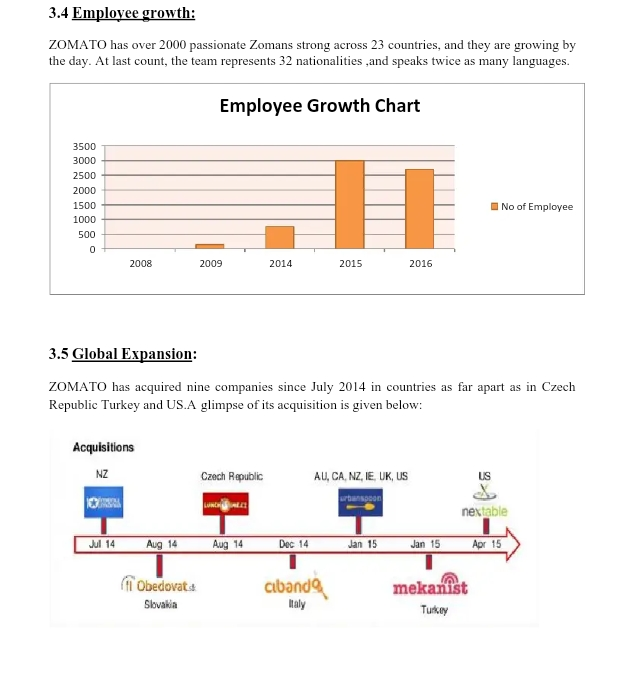 3.4 Employee growth:
ZOMATO has over 2000 passionate Zomans strong across 23 countries, and they are growing by
the day. At last count, the team represents 32 nationalities ,and speaks twice as many languages.
Employee Growth Chart
3500
3000
2500
2000
1500
1000
500
0
2008 2009 2014 2015 2016
No of Employee
3.5 Global Expansion:
ZOMATO has acquired nine companies since July 2014 in countries as far apart as in Czech
Republic Turkey and US.A glimpse of its acquisition is given below:
Acquisitions
NZ Czech Republic AU, CA, NZ, IE, UK, US US
urbanspoon
nextable
Jul 14 Aug 14 Aug 14 Dec 14 Jan 15 Jan 15 Apr 15
Obedovat cibando mekanist
Slovakia Italy Turkey